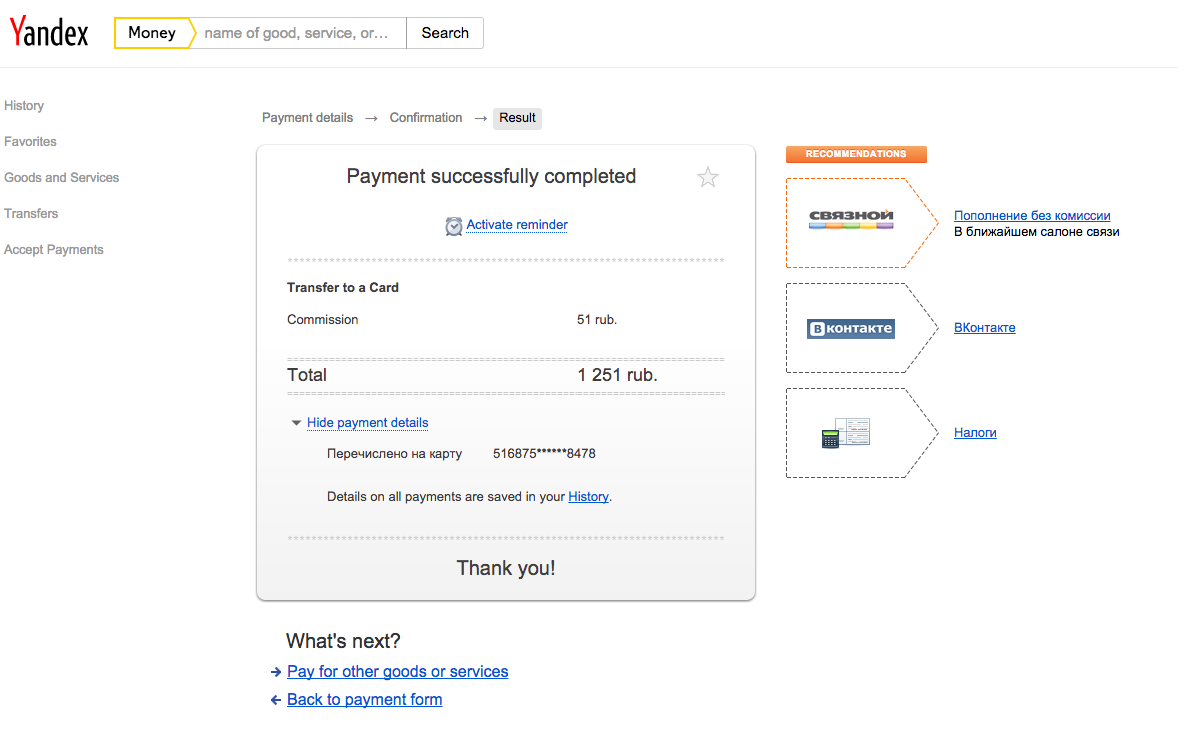 Yandex
Money name of good, service, or… Search
History
Favorites
Goods and Services
Transfers
Accept Payments
Payment details → Confirmation → Result
Payment successfully completed
Activate reminder
Transfer to a Card
Commission 51 rub.
Total 1 251 rub.
Hide payment details
Перечислено на карту 516875******8478
Details on all payments are saved in your History.
Thank you!
What's next?
→ Pay for other goods or services
← Back to payment form
RECOMMENDATIONS
СВЯЗНОЙ
Пополнение без комиссии
В ближайшем салоне связи
В контакте
ВКонтакте
Налоги